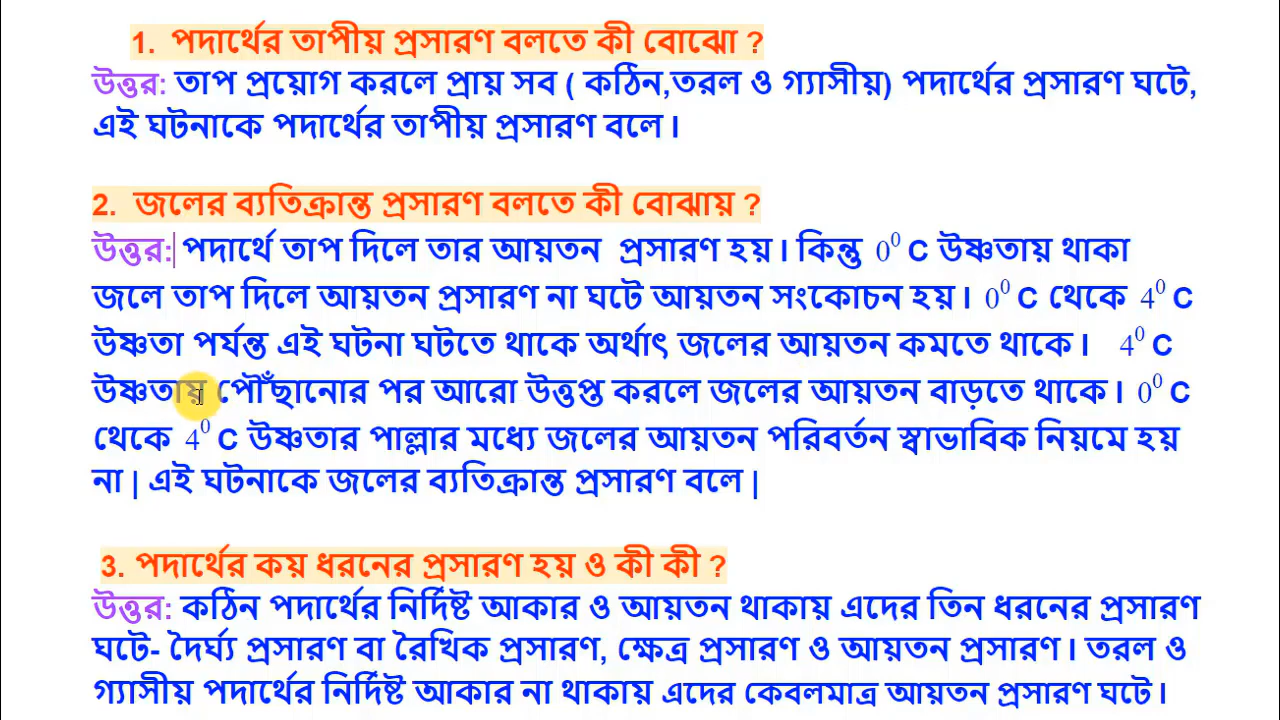 1. পদার্থের তাপীয় প্রসারণ বলতে কী বোঝো ?
উত্তর: তাপ প্রয়োগ করলে প্রায় সব ( কঠিন,তরল ও গ্যাসীয়) পদার্থের প্রসারণ ঘটে,
এই ঘটনাকে পদার্থের তাপীয় প্রসারণ বলে।
2. জলের ব্যতিক্রান্ত প্রসারণ বলতে কী বোঝায় ?
উত্তর: পদার্থে তাপ দিলে তার আয়তন প্রসারণ হয়। কিন্তু 0⁰ C উষ্ণতায় থাকা
জলে তাপ দিলে আয়তন প্রসারণ না ঘটে আয়তন সংকোচন হয়। 0⁰ C থেকে 4⁰ C
উষ্ণতা পর্যন্ত এই ঘটনা ঘটতে থাকে অর্থাৎ জলের আয়তন কমতে থাকে। 4⁰ C
উষ্ণতায় পৌঁছানোর পর আরো উত্তপ্ত করলে জলের আয়তন বাড়তে থাকে। 0⁰ C
থেকে 4⁰ C উষ্ণতার পাল্লার মধ্যে জলের আয়তন পরিবর্তন স্বাভাবিক নিয়মে হয়
না | এই ঘটনাকে জলের ব্যতিক্রান্ত প্রসারণ বলে |
3. পদার্থের কয় ধরনের প্রসারণ হয় ও কী কী ?
উত্তর: কঠিন পদার্থের নির্দিষ্ট আকার ও আয়তন থাকায় এদের তিন ধরনের প্রসারণ
ঘটে- দৈর্ঘ্য প্রসারণ বা রৈখিক প্রসারণ, ক্ষেত্র প্রসারণ ও আয়তন প্রসারণ। তরল ও
গ্যাসীয় পদার্থের নির্দিষ্ট আকার না থাকায় এদের কেবলমাত্র আয়তন প্রসারণ ঘটে।